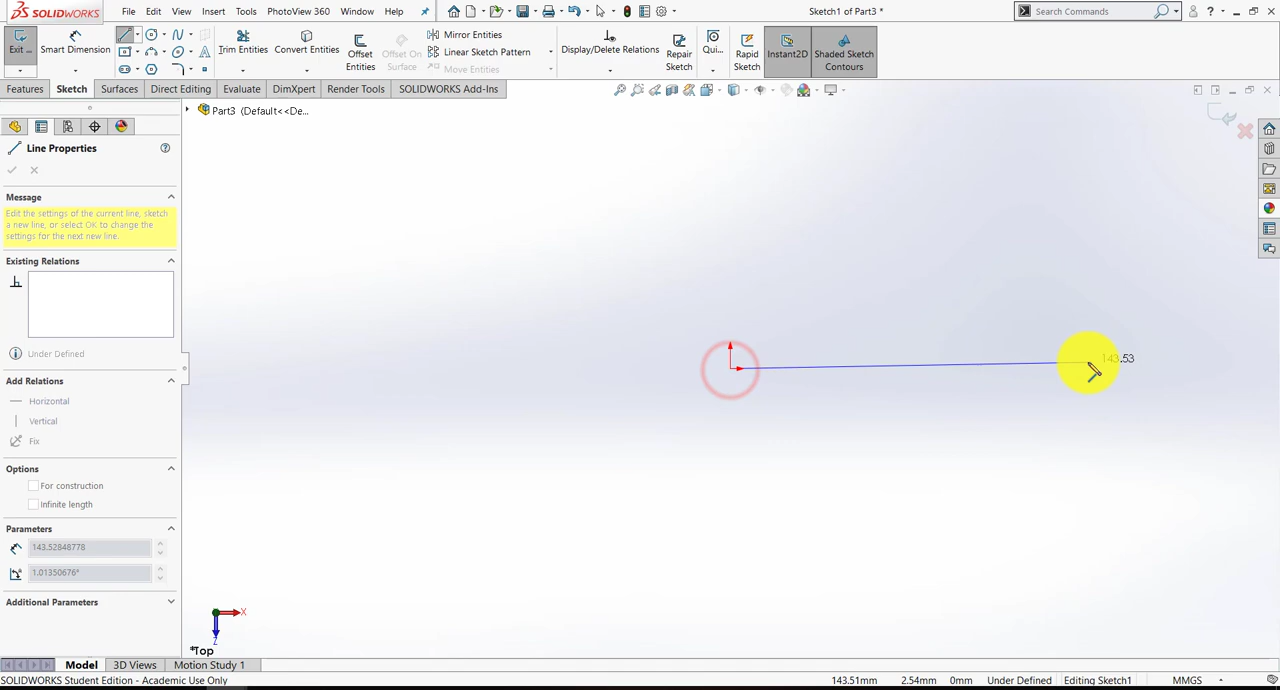 SOLIDWORKS File Edit View Insert Tools PhotoView 360 Window Help Sketch1 of Part3 * Search Commands ?
Exit ... Smart Dimension Trim Entities Convert Entities Offset Entities Offset On Surface Mirror Entities Linear Sketch Pattern Move Entities Display/Delete Relations Repair Sketch Qui... Rapid Sketch Instant2D Shaded Sketch Contours
Features Sketch Surfaces Direct Editing Evaluate DimXpert Render Tools SOLIDWORKS Add-Ins
Part3 (Default<<De...
Line Properties
Message
Edit the settings of the current line, sketch
a new line, or select OK to change the
settings for the next new line.
Existing Relations
Under Defined
143.53
Add Relations
Horizontal
Vertical
Fix
Options
For construction
Infinite length
Parameters
143.52848778
1.01350676°
Additional Parameters
X
Z
*Top
Model 3D Views Motion Study 1
SOLIDWORKS Student Edition - Academic Use Only 143.51mm 2.54mm 0mm Under Defined Editing Sketch1 MMGS